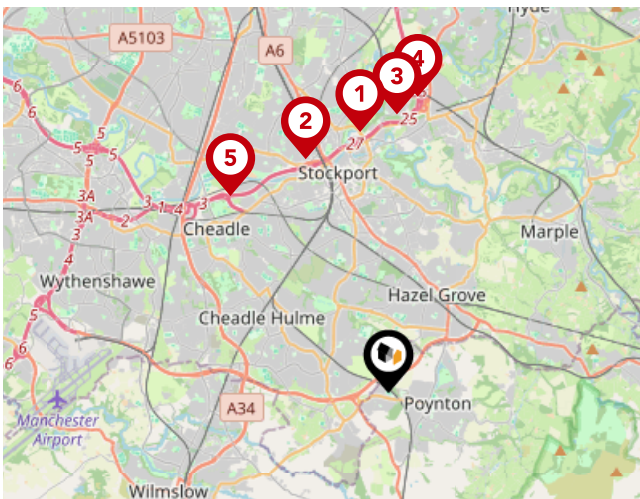 Hyde
A5103
A6
4
3
1
6
25
2
27
6
5
5
5
5
Stockport
3A
3 1 4 3
3A
2
Cheadle
Marple
3
4
Wythenshawe
Hazel Grove
5
Cheadle Hulme
6
6
A34
Poynton
Manchester
Airport
Wilmslow